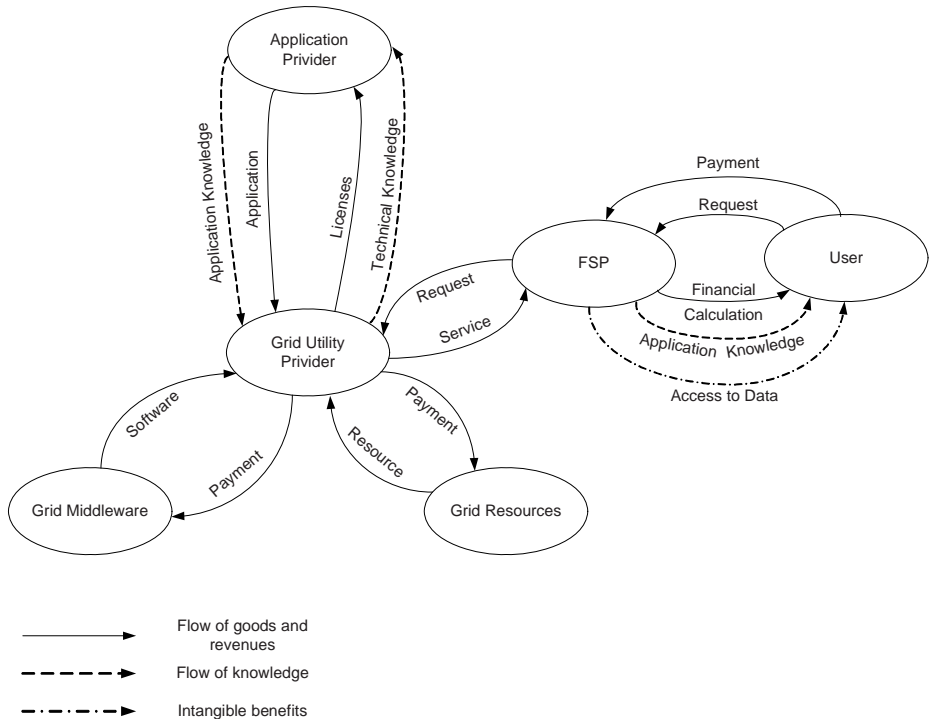 Application
Provider
Application Knowledge
Application
Licenses
Technical Knowledge
Payment
Request
FSP
User
Financial
Calculation
Application Knowledge
Access to Data
Request
Service
Grid Utility
Provider
Software
Payment
Payment
Resource
Grid Middleware
Grid Resources
Flow of goods and
revenues
Flow of knowledge
Intangible benefits